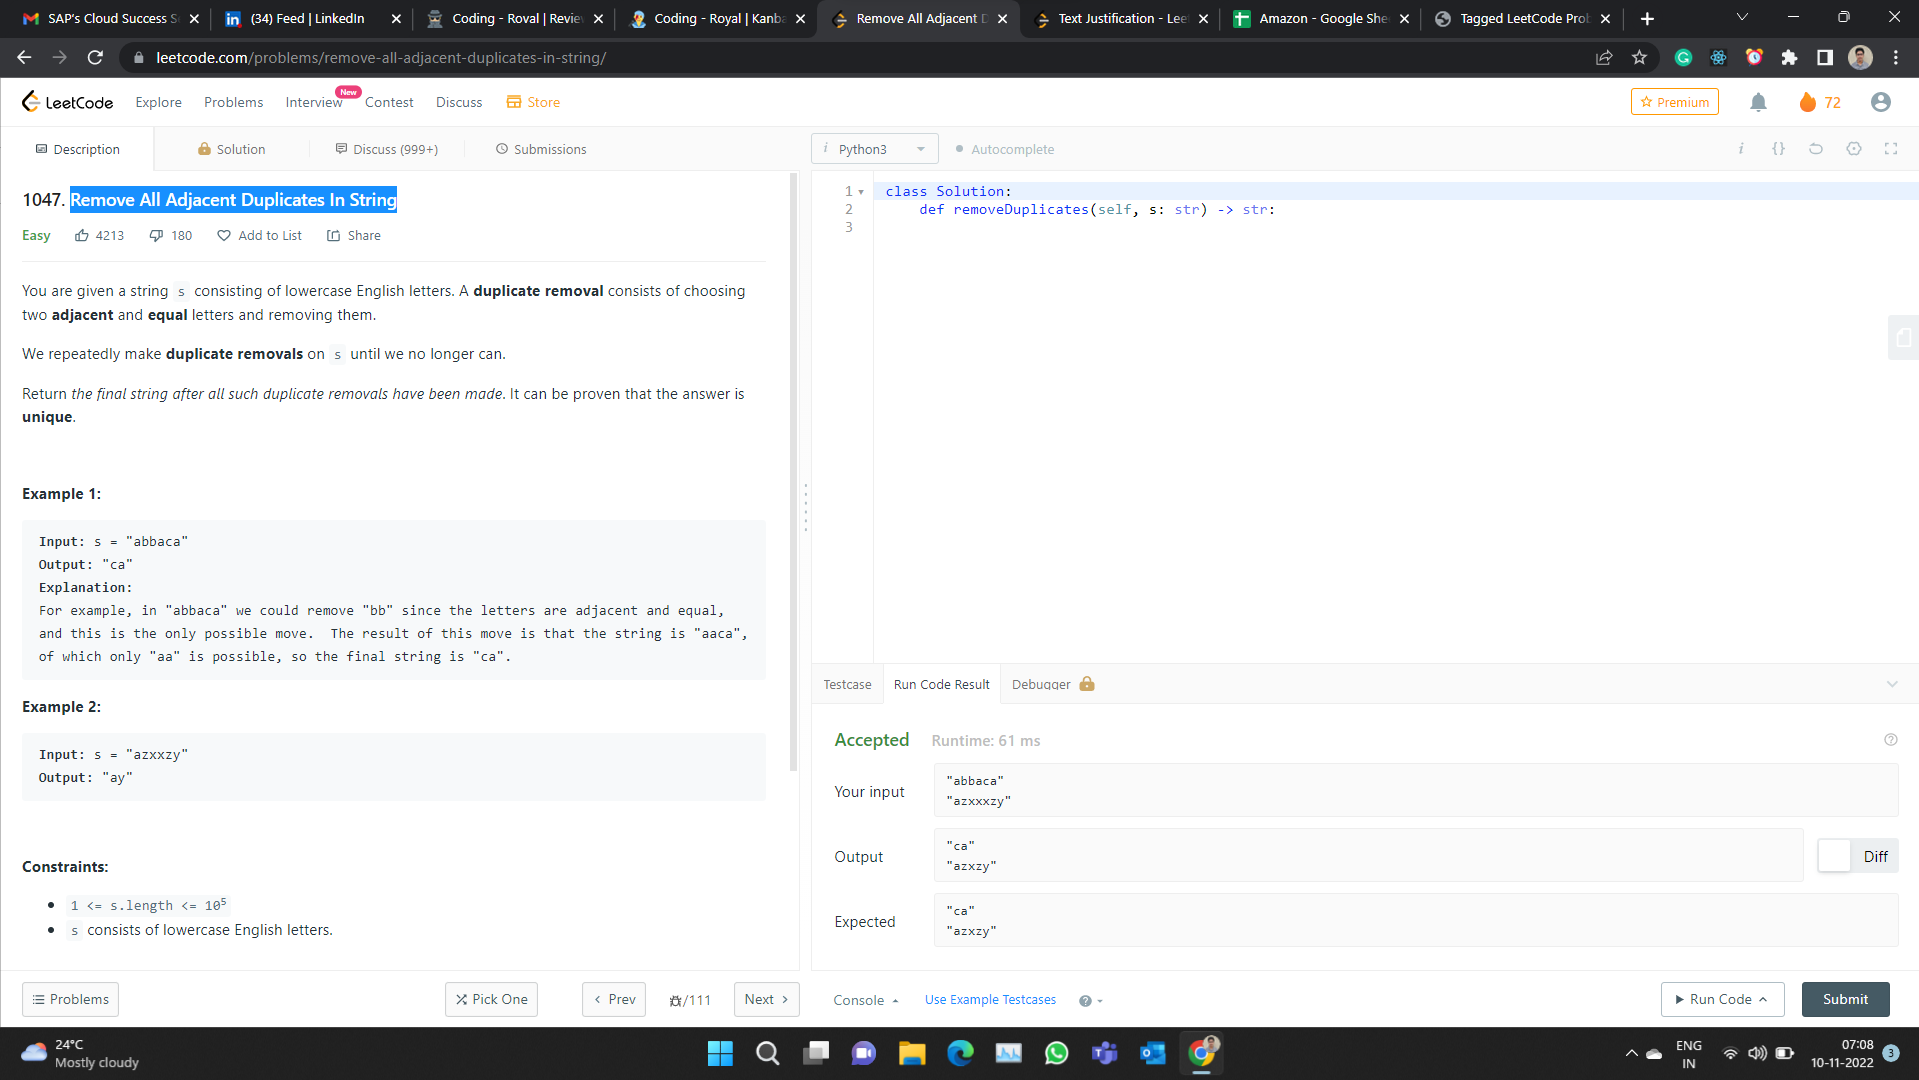 SAP's Cloud Success S
(34) Feed | LinkedIn
Coding - Roval | Revie
Coding - Royal | Kanba
Remove All Adjacent D
Text Justification - Lee
Amazon - Google She
Tagged LeetCode Prob
leetcode.com/problems/remove-all-adjacent-duplicates-in-string/
LeetCode Explore Problems Interview New Contest Discuss Store
Premium 72
Description Solution Discuss (999+) Submissions
i Python3 Autocomplete i {}
1047. Remove All Adjacent Duplicates In String
Easy 4213 180 Add to List Share
You are given a string s consisting of lowercase English letters. A duplicate removal consists of choosing
two adjacent and equal letters and removing them.
We repeatedly make duplicate removals on s until we no longer can.
Return the final string after all such duplicate removals have been made. It can be proven that the answer is
unique.
Example 1:
Input: s = "abbaca"
Output: "ca"
Explanation:
For example, in "abbaca" we could remove "bb" since the letters are adjacent and equal,
and this is the only possible move.  The result of this move is that the string is "aaca",
of which only "aa" is possible, so the final string is "ca".
Example 2:
Input: s = "azxxzy"
Output: "ay"
Constraints:
1 <= s.length <= 10⁵
s consists of lowercase English letters.
Problems Pick One Prev /111 Next
1 class Solution:
2     def removeDuplicates(self, s: str) -> str:
3
Testcase Run Code Result Debugger
Accepted Runtime: 61 ms
Your input
"abbaca"
"azxxxzy"
Output
"ca"
"azxzy"
Diff
Expected
"ca"
"azxzy"
Console Use Example Testcases Run Code Submit
24°C
Mostly cloudy
ENG
IN
07:08
10-11-2022
3